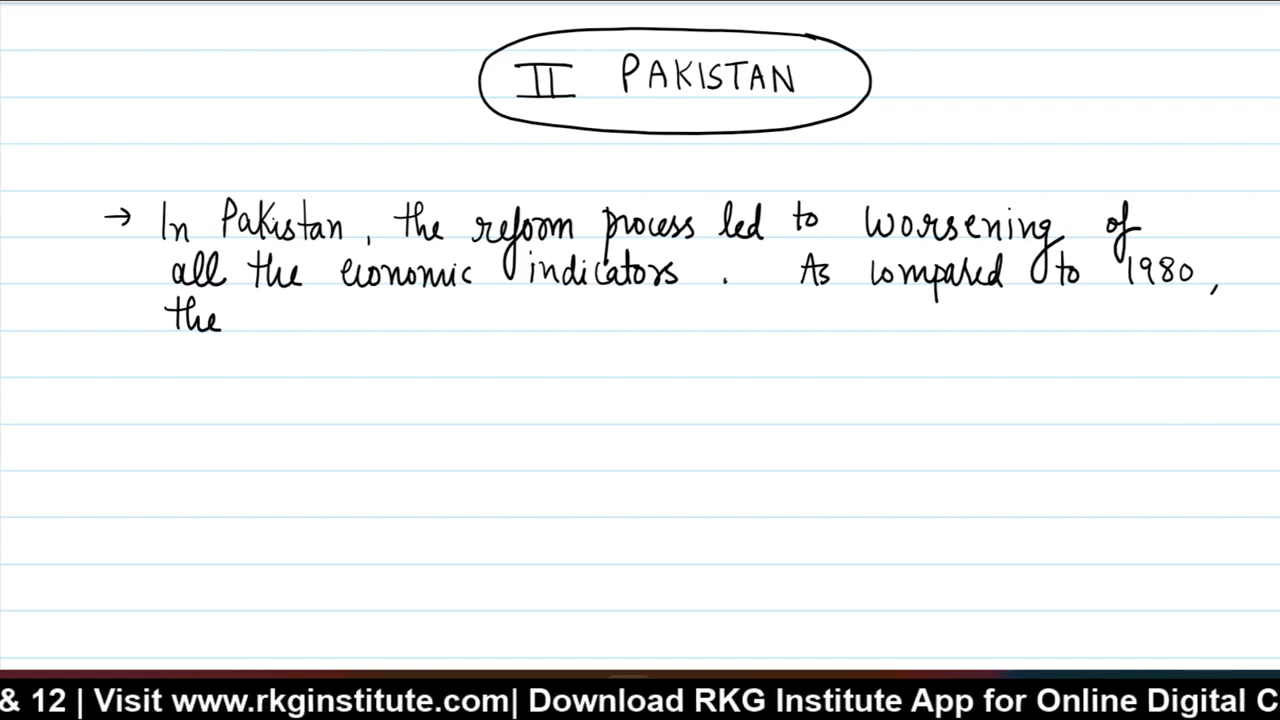 II PAKISTAN
→ In Pakistan, the reform process led to worsening of
all the economic indicators. As compared to 1980,
the
& 12 | Visit www.rkginstitute.com| Download RKG Institute App for Online Digital C